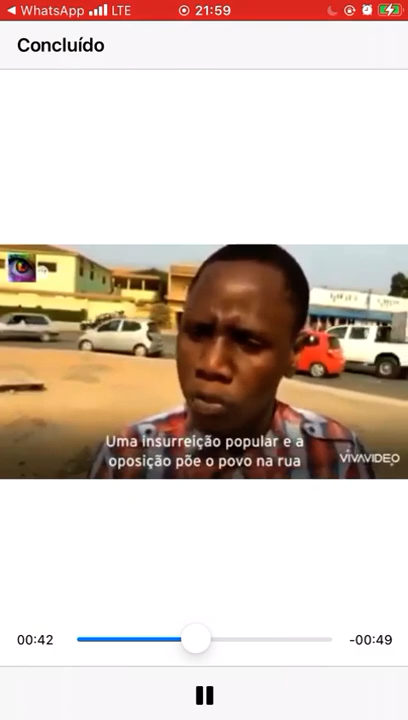 WhatsApp LTE 21:59
Concluído
Uma insurreição popular e a
oposição põe o povo na rua
VIVAVIDEO
00:42 -00:49